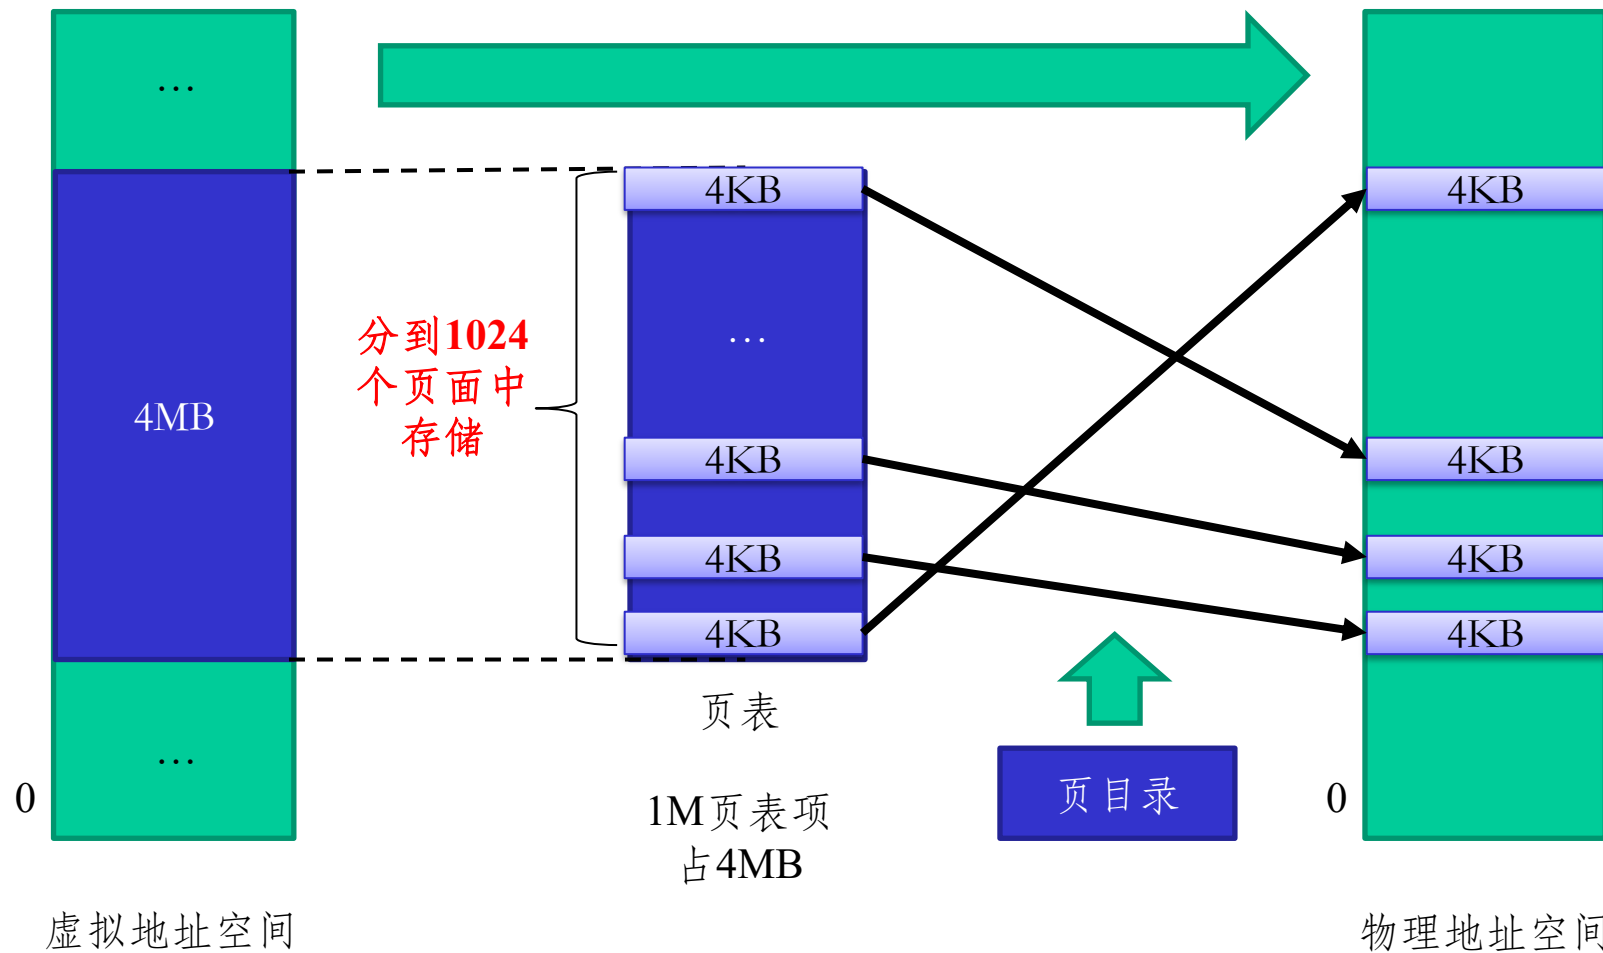 …
4KB
4KB
分到1024
个页面中
存储
…
4MB
4KB
4KB
4KB
4KB
4KB
4KB
页表
…
0
1M页表项
占4MB
页目录
0
虚拟地址空间
物理地址空间